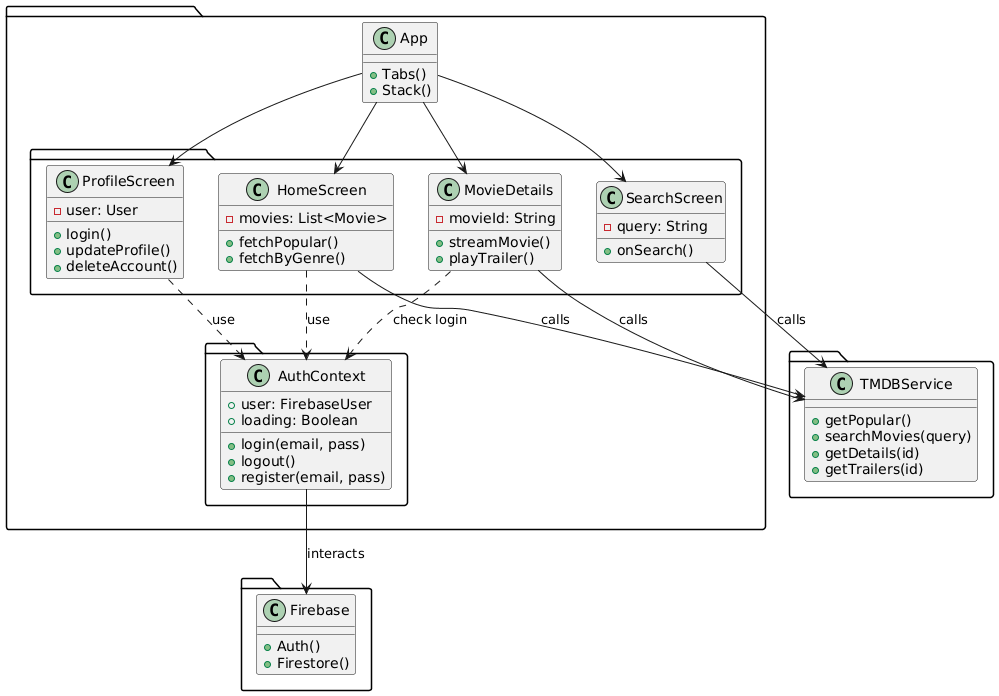 C App
Tabs()
Stack()
C ProfileScreen
user: User
login()
updateProfile()
deleteAccount()
C HomeScreen
movies: List<Movie>
fetchPopular()
fetchByGenre()
C MovieDetails
movieId: String
streamMovie()
playTrailer()
C SearchScreen
query: String
onSearch()
use
use
check login
calls
calls
calls
C AuthContext
user: FirebaseUser
loading: Boolean
login(email, pass)
logout()
register(email, pass)
C TMDBService
getPopular()
searchMovies(query)
getDetails(id)
getTrailers(id)
interacts
C Firebase
Auth()
Firestore()